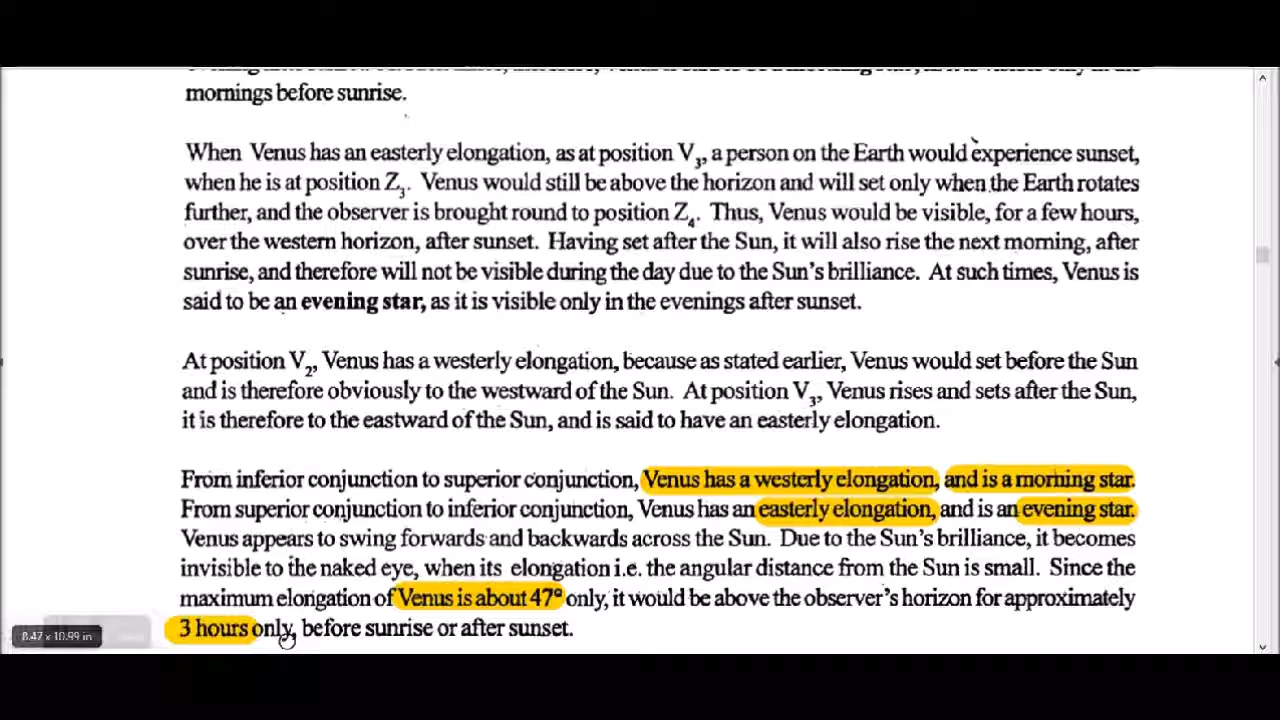 mornings before sunrise.
When Venus has an easterly elongation, as at position V3, a person on the Earth would experience sunset,
when he is at position Z3. Venus would still be above the horizon and will set only when the Earth rotates
further, and the observer is brought round to position Z4. Thus, Venus would be visible, for a few hours,
over the western horizon, after sunset. Having set after the Sun, it will also rise the next morning, after
sunrise, and therefore will not be visible during the day due to the Sun's brilliance. At such times, Venus is
said to be an evening star, as it is visible only in the evenings after sunset.
At position V2, Venus has a westerly elongation, because as stated earlier, Venus would set before the Sun
and is therefore obviously to the westward of the Sun. At position V3, Venus rises and sets after the Sun,
it is therefore to the eastward of the Sun, and is said to have an easterly elongation.
From inferior conjunction to superior conjunction, Venus has a westerly elongation, and is a morning star.
From superior conjunction to inferior conjunction, Venus has an easterly elongation, and is an evening star.
Venus appears to swing forwards and backwards across the Sun. Due to the Sun's brilliance, it becomes
invisible to the naked eye, when its elongation i.e. the angular distance from the Sun is small. Since the
maximum elongation of Venus is about 47° only, it would be above the observer's horizon for approximately
3 hours only, before sunrise or after sunset.
8.47 x 10.99 in